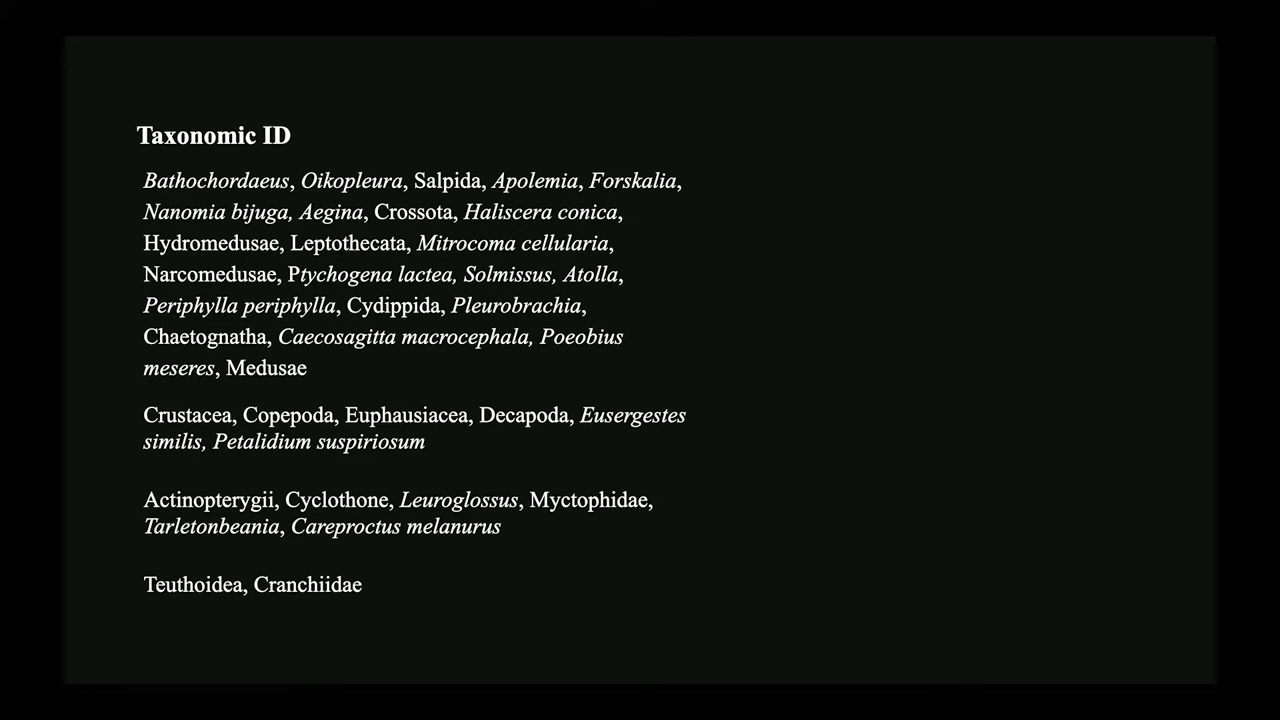 Taxonomic ID
Bathochordaeus, Oikopleura, Salpida, Apolemia, Forskalia,
Nanomia bijuga, Aegina, Crossota, Haliscera conica,
Hydromedusae, Leptothecata, Mitrocoma cellularia,
Narcomedusae, Ptychogena lactea, Solmissus, Atolla,
Periphylla periphylla, Cydippida, Pleurobrachia,
Chaetognatha, Caecosagitta macrocephala, Poeobius
meseres, Medusae
Crustacea, Copepoda, Euphausiacea, Decapoda, Eusergestes
similis, Petalidium suspiriosum
Actinopterygii, Cyclothone, Leuroglossus, Myctophidae,
Tarletonbeania, Careproctus melanurus
Teuthoidea, Cranchiidae